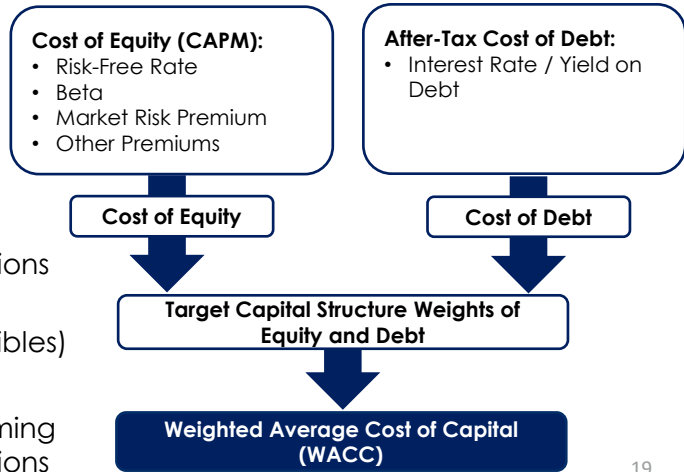 Cost of Equity (CAPM):
• Risk-Free Rate
• Beta
• Market Risk Premium
• Other Premiums
After-Tax Cost of Debt:
• Interest Rate / Yield on
Debt
Cost of Equity
Cost of Debt
ions
Target Capital Structure Weights of
Equity and Debt
ibles)
ming
ions
Weighted Average Cost of Capital
(WACC)
19